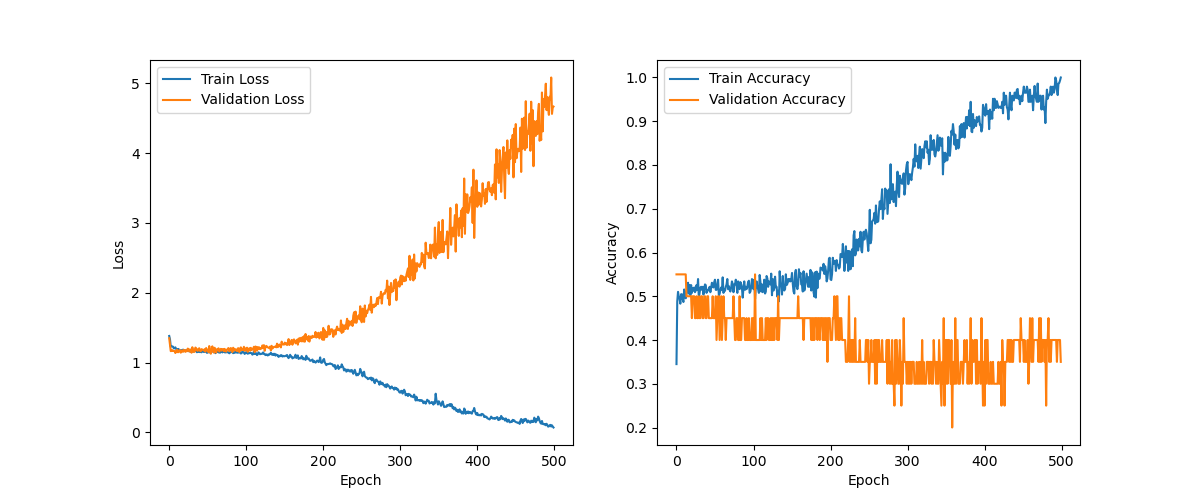 Train Loss
Validation Loss
5
4
3
2
1
0
Loss
0 100 200 300 400 500
Epoch
Train Accuracy
Validation Accuracy
1.0
0.9
0.8
0.7
0.6
0.5
0.4
0.3
0.2
Accuracy
0 100 200 300 400 500
Epoch